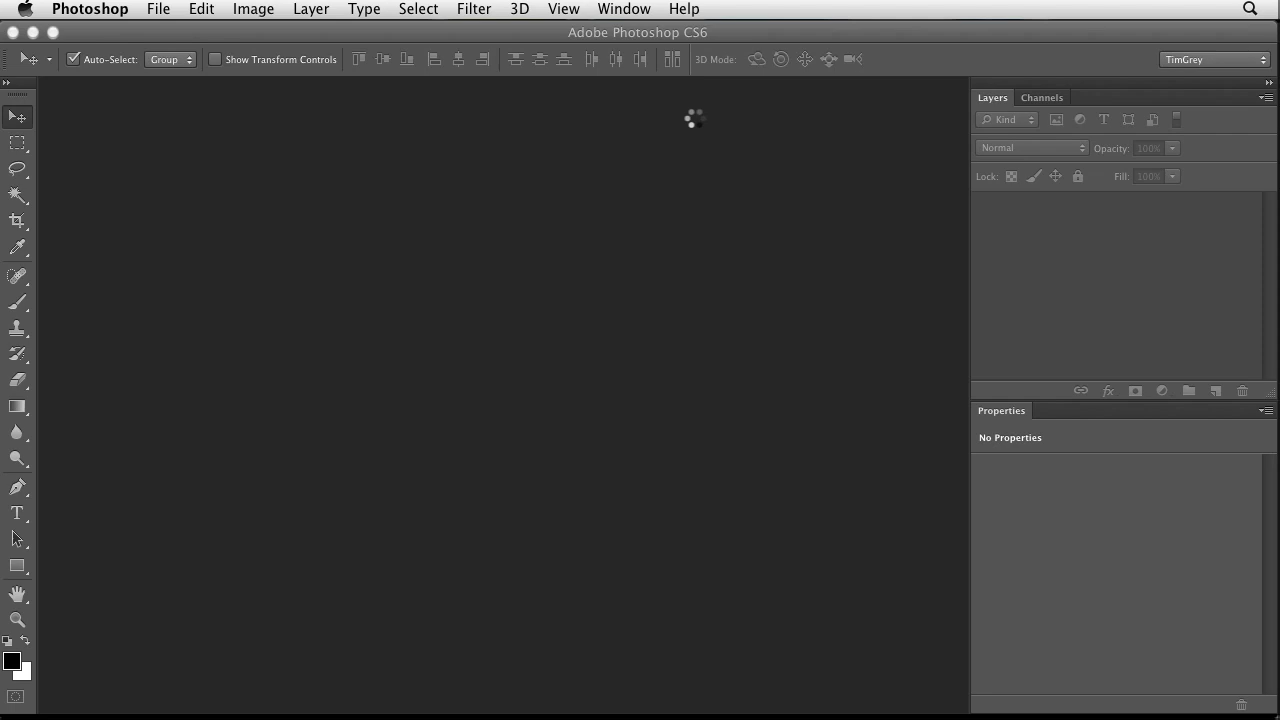 Photoshop File Edit Image Layer Type Select Filter 3D View Window Help
Adobe Photoshop CS6
Auto-Select: Group Show Transform Controls 3D Mode: TimGrey
Layers Channels
Kind T
Normal Opacity: 100%
Lock: Fill: 100%
fx
Properties
No Properties
T